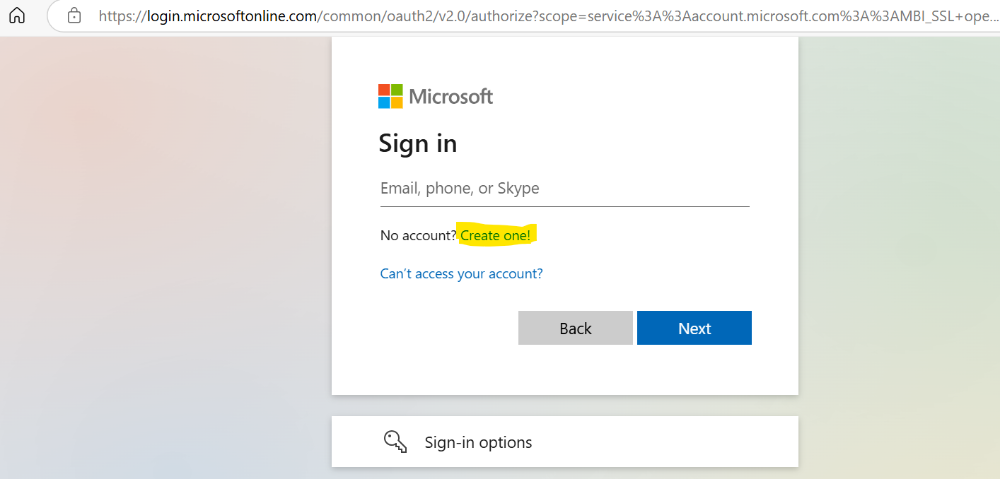 https://login.microsoftonline.com/common/oauth2/v2.0/authorize?scope=service%3A%3Aaccount.microsoft.com%3A%3AMBI_SSL+ope...
Microsoft
Sign in
Email, phone, or Skype
No account? Create one!
Can't access your account?
Back Next
Sign-in options